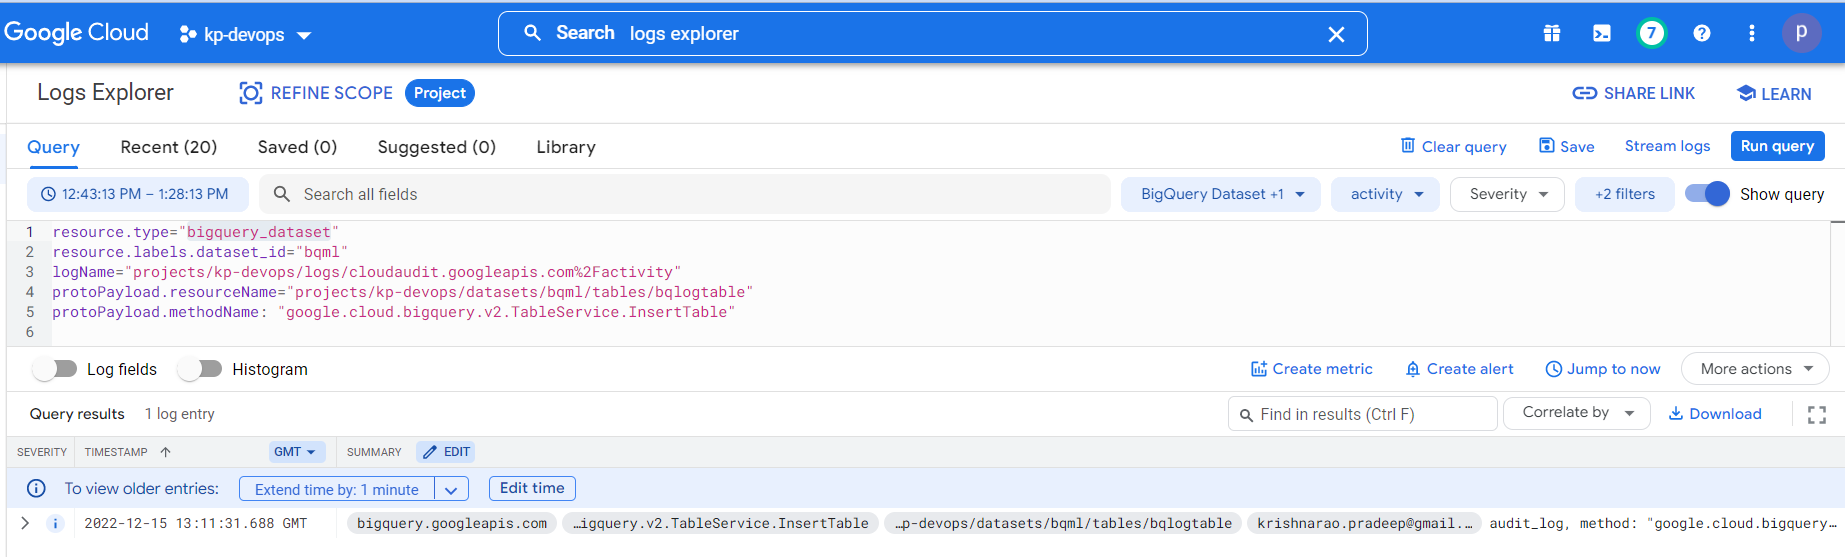 Google Cloud kp-devops Search logs explorer 7 p
Logs Explorer REFINE SCOPE Project SHARE LINK LEARN
Query Recent (20) Saved (0) Suggested (0) Library Clear query Save Stream logs Run query
12:43:13 PM – 1:28:13 PM Search all fields BigQuery Dataset +1 activity Severity +2 filters Show query
1 resource.type="bigquery_dataset"
2 resource.labels.dataset_id="bqml"
3 logName="projects/kp-devops/logs/cloudaudit.googleapis.com%2Factivity"
4 protoPayload.resourceName="projects/kp-devops/datasets/bqml/tables/bqlogtable"
5 protoPayload.methodName: "google.cloud.bigquery.v2.TableService.InsertTable"
6
Log fields Histogram Create metric Create alert Jump to now More actions
Query results 1 log entry Find in results (Ctrl F) Correlate by Download
SEVERITY TIMESTAMP GMT SUMMARY EDIT
To view older entries: Extend time by: 1 minute Edit time
2022-12-15 13:11:31.688 GMT bigquery.googleapis.com …igquery.v2.TableService.InsertTable …p-devops/datasets/bqml/tables/bqlogtable krishnarao.pradeep@gmail.… audit_log, method: "google.cloud.bigquery…